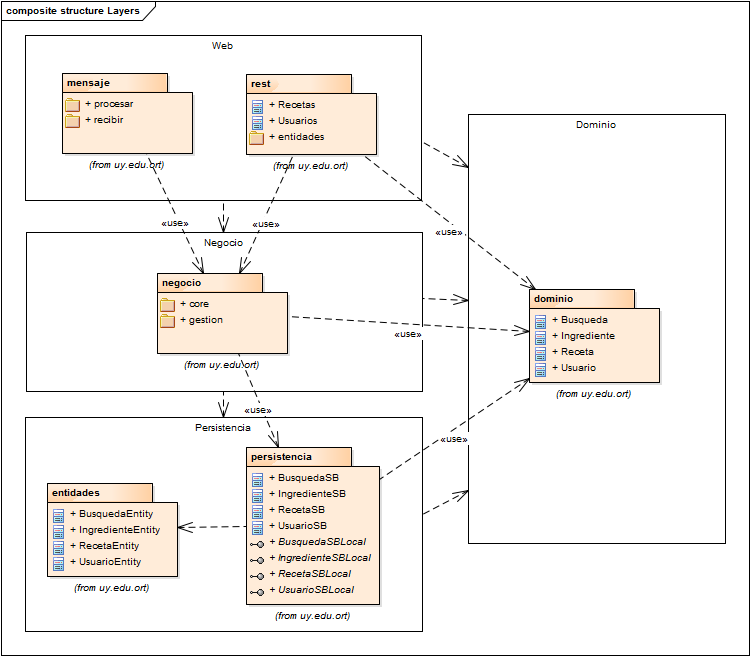 composite structure Layers
Web
mensaje
+ procesar
+ recibir
(from uy.edu.ort)
rest
+ Recetas
+ Usuarios
+ entidades
(from uy.edu.ort)
«use»
«use»
«use»
Negocio
negocio
+ core
+ gestion
(from uy.edu.ort)
«use»
«use»
Dominio
dominio
+ Busqueda
+ Ingrediente
+ Receta
+ Usuario
(from uy.edu.ort)
Persistencia
entidades
+ BusquedaEntity
+ IngredienteEntity
+ RecetaEntity
+ UsuarioEntity
(from uy.edu.ort)
persistencia
+ BusquedaSB
+ IngredienteSB
+ RecetaSB
+ UsuarioSB
+ BusquedaSBLocal
+ IngredienteSBLocal
+ RecetaSBLocal
+ UsuarioSBLocal
(from uy.edu.ort)
«use»